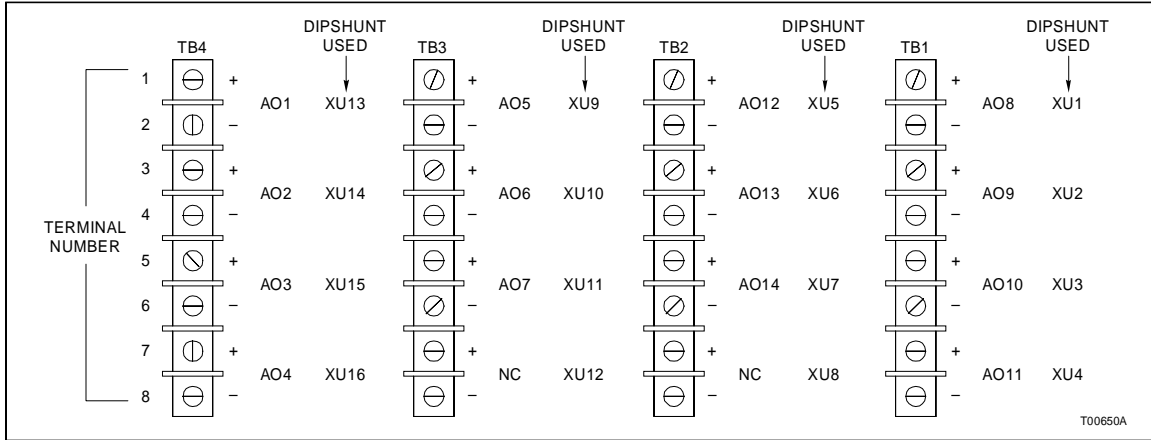 DIPSHUNT DIPSHUNT DIPSHUNT DIPSHUNT
TB4 USED TB3 USED TB2 USED TB1 USED
1 + + + +
AO1 XU13 AO5 XU9 AO12 XU5 AO8 XU1
2 – – – –
3 + + + +
AO2 XU14 AO6 XU10 AO13 XU6 AO9 XU2
4 – – – –
TERMINAL
NUMBER
5 + + + +
AO3 XU15 AO7 XU11 AO14 XU7 AO10 XU3
6 – – – –
7 + + + +
AO4 XU16 NC XU12 NC XU8 AO11 XU4
8 – – – –
T00650A